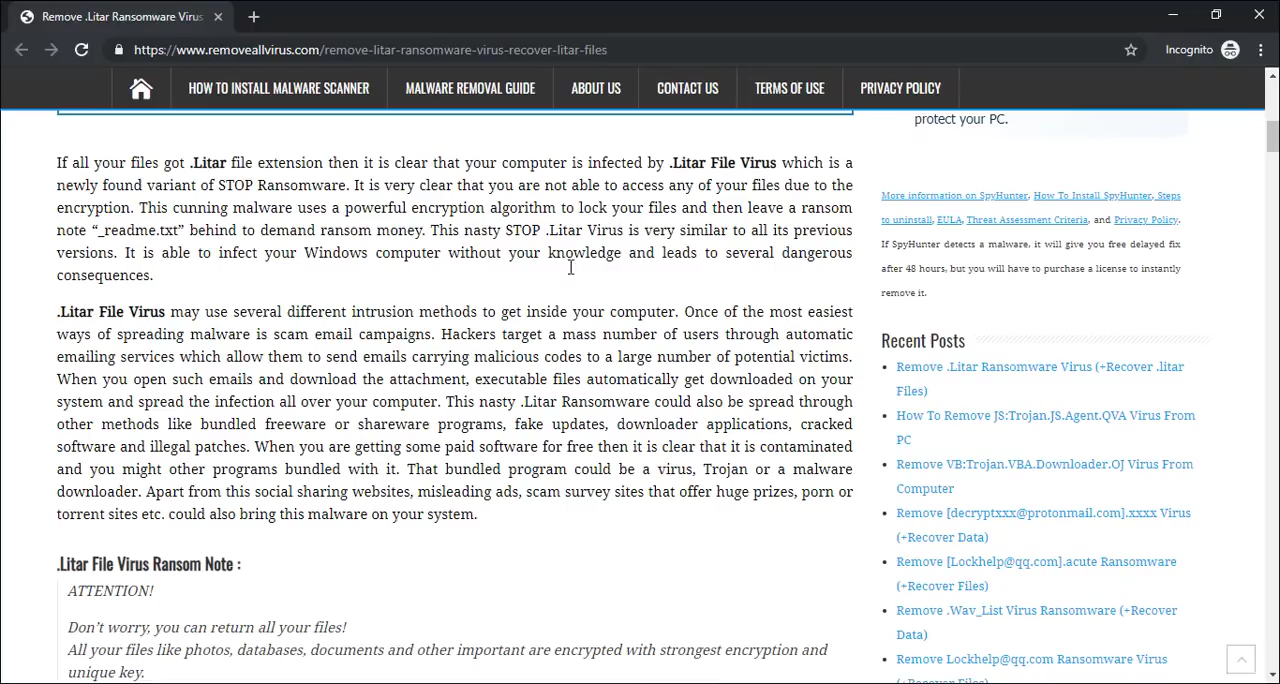 Remove .Litar Ransomware Virus
https://www.removeallvirus.com/remove-litar-ransomware-virus-recover-litar-files
Incognito
HOW TO INSTALL MALWARE SCANNER
MALWARE REMOVAL GUIDE
ABOUT US
CONTACT US
TERMS OF USE
PRIVACY POLICY
If all your files got .Litar file extension then it is clear that your computer is infected by .Litar File Virus which is a
newly found variant of STOP Ransomware. It is very clear that you are not able to access any of your files due to the
encryption. This cunning malware uses a powerful encryption algorithm to lock your files and then leave a ransom
note “_readme.txt” behind to demand ransom money. This nasty STOP .Litar Virus is very similar to all its previous
versions. It is able to infect your Windows computer without your knowledge and leads to several dangerous
consequences.
.Litar File Virus may use several different intrusion methods to get inside your computer. Once of the most easiest
ways of spreading malware is scam email campaigns. Hackers target a mass number of users through automatic
emailing services which allow them to send emails carrying malicious codes to a large number of potential victims.
When you open such emails and download the attachment, executable files automatically get downloaded on your
system and spread the infection all over your computer. This nasty .Litar Ransomware could also be spread through
other methods like bundled freeware or shareware programs, fake updates, downloader applications, cracked
software and illegal patches. When you are getting some paid software for free then it is clear that it is contaminated
and you might other programs bundled with it. That bundled program could be a virus, Trojan or a malware
downloader. Apart from this social sharing websites, misleading ads, scam survey sites that offer huge prizes, porn or
torrent sites etc. could also bring this malware on your system.
.Litar File Virus Ransom Note :
ATTENTION!
Don’t worry, you can return all your files!
All your files like photos, databases, documents and other important are encrypted with strongest encryption and
unique key.
protect your PC.
More information on SpyHunter, How To Install SpyHunter, Steps
to uninstall, EULA, Threat Assessment Criteria, and Privacy Policy.
If SpyHunter detects a malware, it will give you free delayed fix
after 48 hours, but you will have to purchase a license to instantly
remove it.
Recent Posts
Remove .Litar Ransomware Virus (+Recover .litar
Files)
How To Remove JS:Trojan.JS.Agent.QVA Virus From
PC
Remove VB:Trojan.VBA.Downloader.OJ Virus From
Computer
Remove [decryptxxx@protonmail.com].xxxx Virus
(+Recover Data)
Remove [Lockhelp@qq.com].acute Ransomware
(+Recover Files)
Remove .Wav_List Virus Ransomware (+Recover
Data)
Remove Lockhelp@qq.com Ransomware Virus